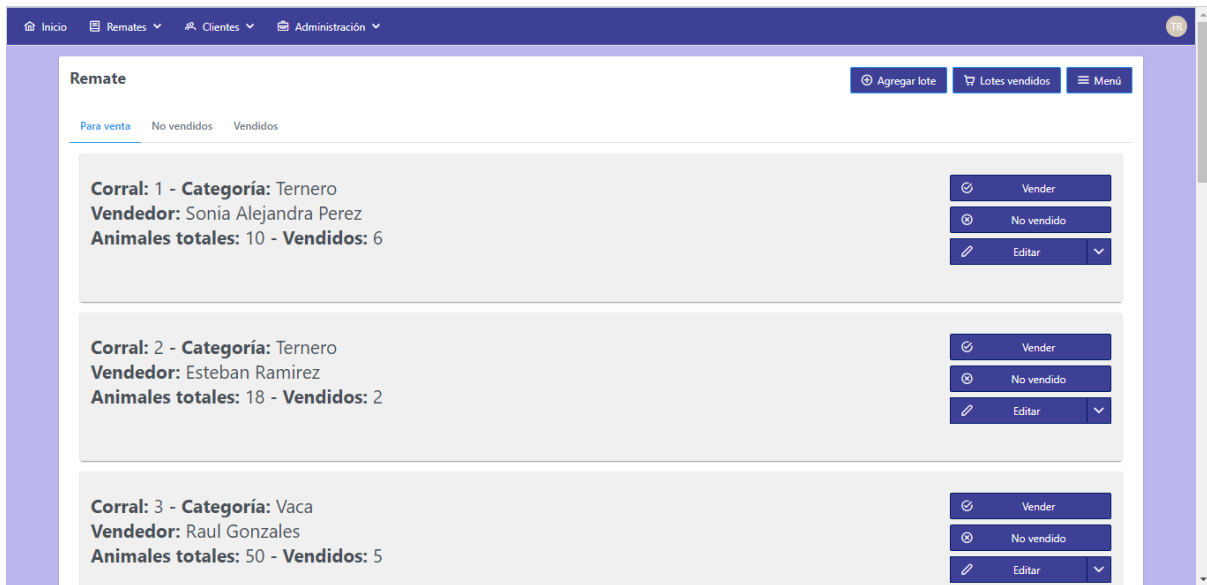 Inicio Remates Clientes Administración TR
Remate Agregar lote Lotes vendidos Menú
Para venta No vendidos Vendidos
Corral: 1 - Categoría: Ternero
Vendedor: Sonia Alejandra Perez
Animales totales: 10 - Vendidos: 6
Vender
No vendido
Editar
Corral: 2 - Categoría: Ternero
Vendedor: Esteban Ramirez
Animales totales: 18 - Vendidos: 2
Vender
No vendido
Editar
Corral: 3 - Categoría: Vaca
Vendedor: Raul Gonzales
Animales totales: 50 - Vendidos: 5
Vender
No vendido
Editar